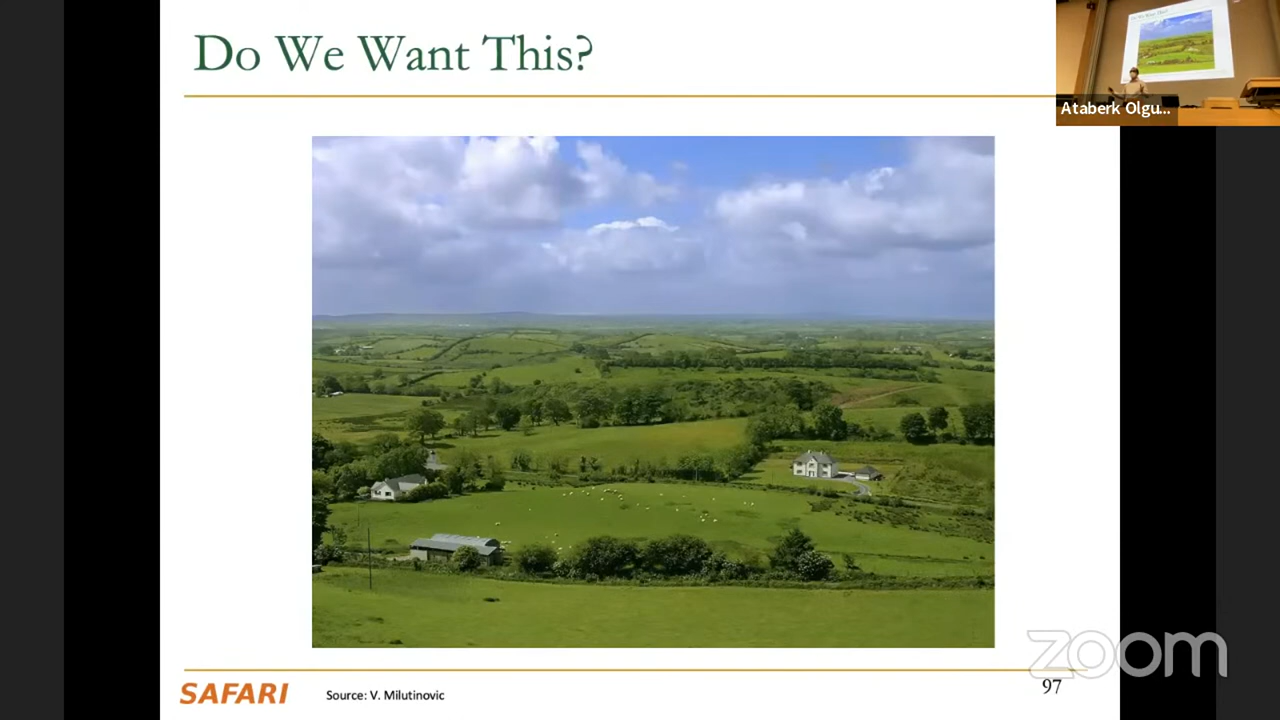 Do We Want This?
Ataberk Olgu...
SAFARI
Source: V. Milutinovic
97
zoom